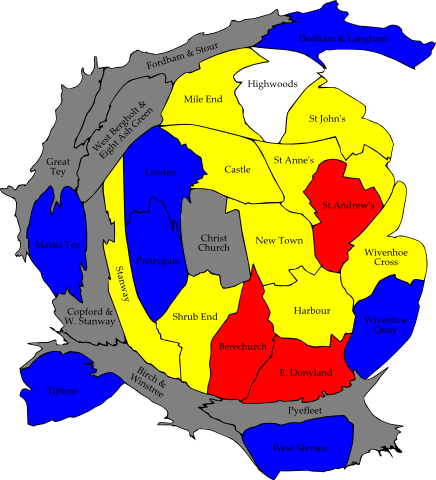 Dedham & Langham
Fordham & Stour
Highwoods
Mile End
St John's
West Bergholt &
Eight Ash Green
Great
Tey
St Anne's
Castle
Lexden
St Andrew's
Christ
Church
New Town
Marks Tey
Prettygate
Wivenhoe
Cross
Stanway
Copford &
W. Stanway
Shrub End
Harbour
Wivenhoe
Quay
Berechurch
E. Donyland
Birch &
Winstree
Tiptree
Pyefleet
West Mersea